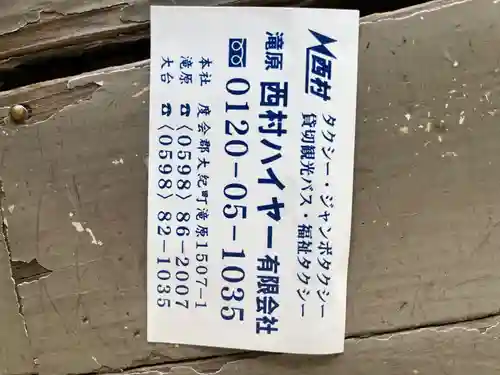 西村
タクシー・ジャンボタクシー
貸切観光バス・福祉タクシー
滝原 西村ハイヤー有限会社
0120-05-1035
本社 度会郡大紀町滝原1507-1
滝原 ☎(0598) 86-2007
大台 ☎(0598) 82-1035